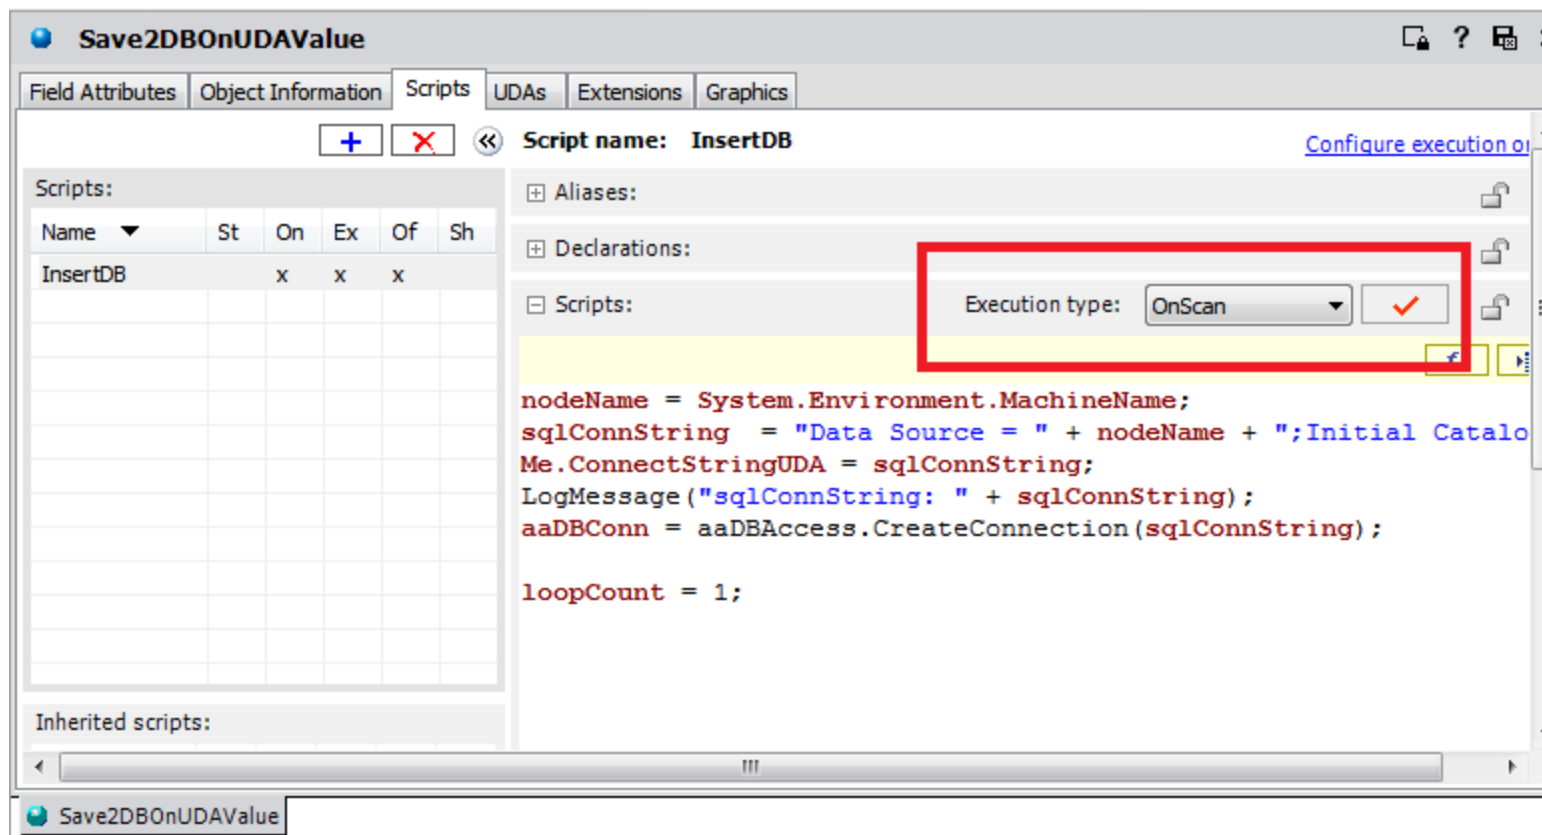 Save2DBOnUDAValue ?
Field Attributes Object Information Scripts UDAs Extensions Graphics
Script name: InsertDB Configure execution
Scripts:
Name St On Ex Of Sh
InsertDB x x x
Aliases:
Declarations:
Scripts: Execution type: OnScan
nodeName = System.Environment.MachineName;
sqlConnString = "Data Source = " + nodeName + ";Initial Catalo
Me.ConnectStringUDA = sqlConnString;
LogMessage("sqlConnString: " + sqlConnString);
aaDBConn = aaDBAccess.CreateConnection(sqlConnString);
loopCount = 1;
Inherited scripts:
Save2DBOnUDAValue